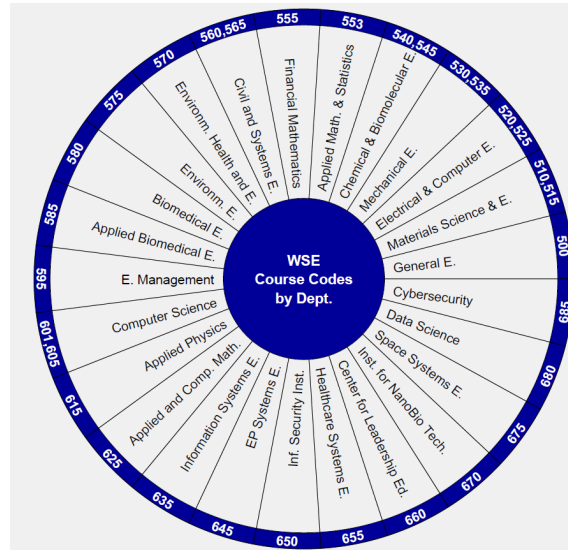 WSE
Course Codes
by Dept.
555
Financial Mathematics
553
Applied Math. & Statistics
540,545
Chemical & Biomolecular E.
530,535
Mechanical E.
520,525
Electrical & Computer E.
510,515
Materials Science & E.
500
General E.
685
Cybersecurity
680
Data Science
675
Space Systems E.
670
Inst. for NanoBio Tech.
660
Center for Leadership Ed.
655
Healthcare Systems E.
650
Inf. Security Inst.
645
EP Systems E.
635
Information Systems E.
625
Applied and Comp. Math.
615
Applied Physics
601,605
Computer Science
595
E. Management
585
Applied Biomedical E.
580
Biomedical E.
575
Environm. E.
570
Environm. Health and E.
560,565
Civil and Systems E.